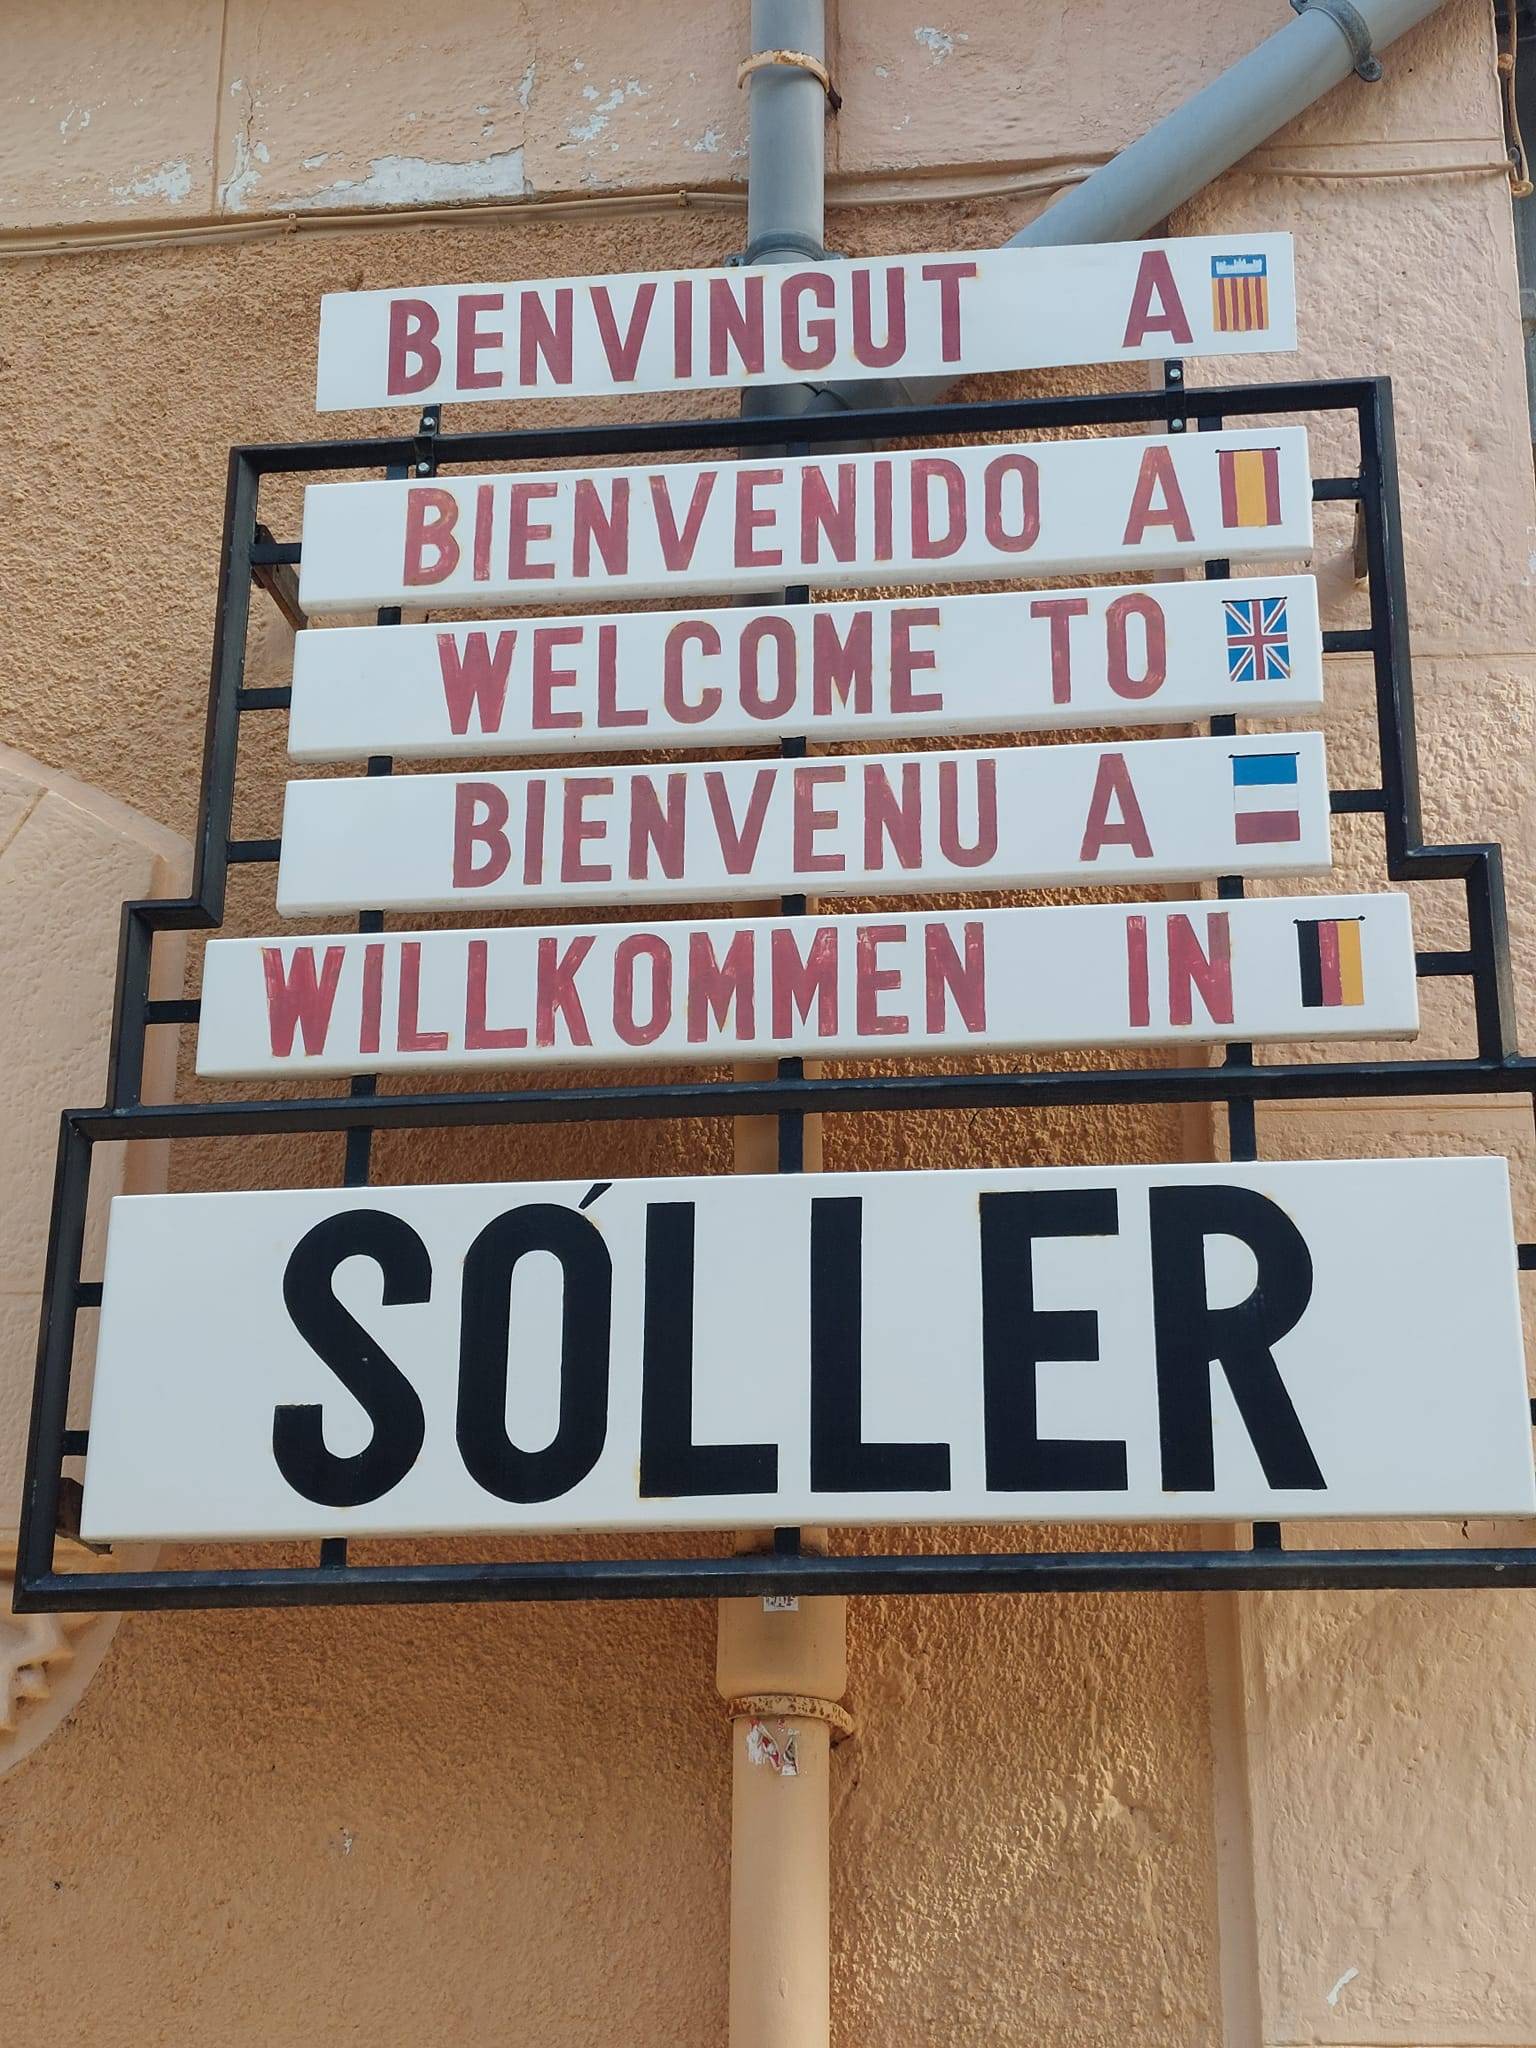 BENVINGUT A
BIENVENIDO A
WELCOME TO
BIENVENU A
WILLKOMMEN IN
SÓLLER